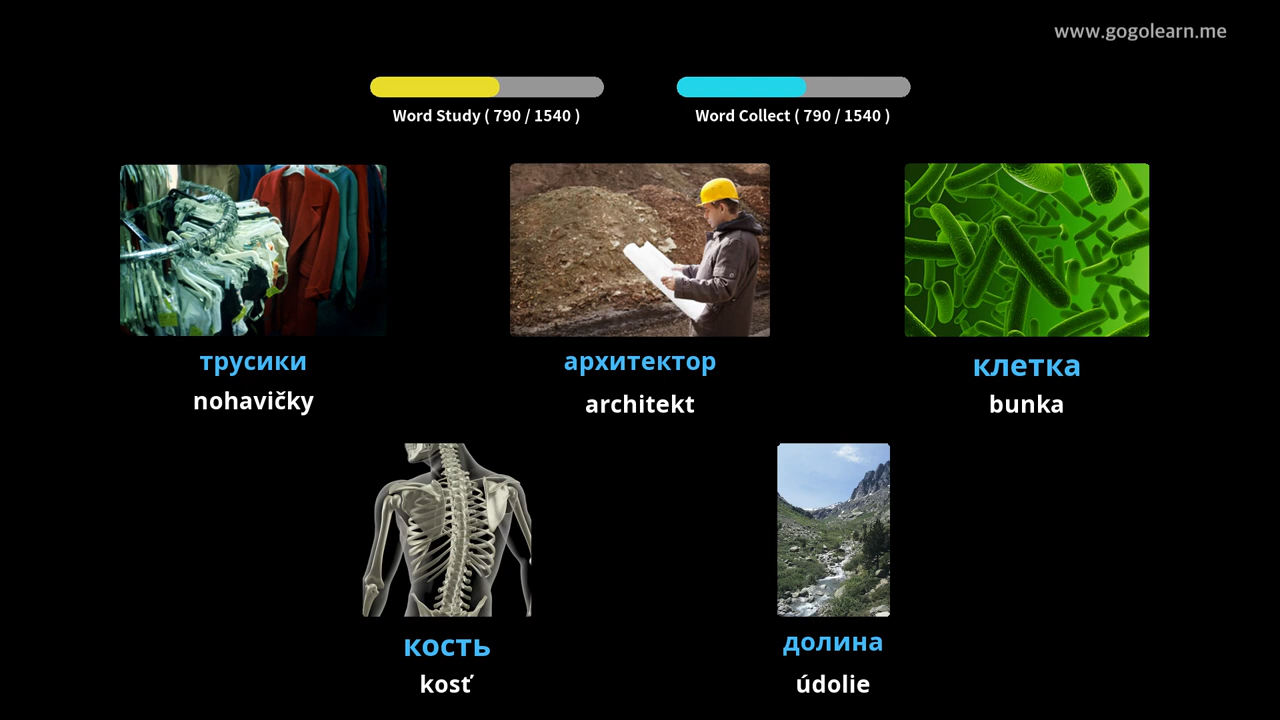 www.gogolearn.me
Word Study ( 790 / 1540 )
Word Collect ( 790 / 1540 )
трусики
nohavičky
архитектор
architekt
клетка
bunka
кость
kosť
долина
údolie